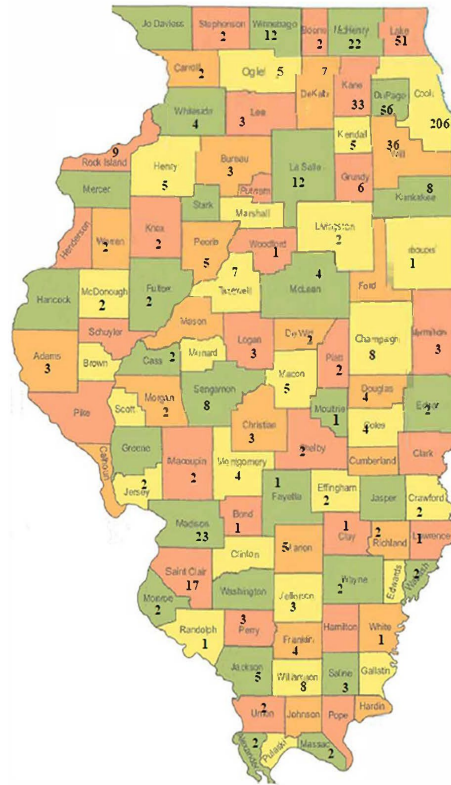 Jo Daviess
Stephenson
2
Winnebago
12
Boone
2
McHenry
22
Lake
51
Carroll
2
Ogle
5
DeKalb
7
Kane
33
Cook
206
DuPage
56
Whiteside
4
Lee
3
Kendall
5
Will
36
Rock Island
9
Henry
5
Bureau
3
La Salle
12
Grundy
6
Kankakee
8
Mercer
Putnam
Stark
Marshall
Henderson
Warren
2
Knox
2
Peoria
5
Woodford
1
Livingston
2
Iroquois
1
Hancock
McDonough
2
Fulton
2
Tazewell
7
McLean
4
Ford
Mason
Schuyler
Adams
3
Brown
Cass
2
Menard
Logan
3
De Witt
2
Piatt
2
Champaign
8
Vermilion
3
Macon
5
Pike
Scott
Morgan
2
Sangamon
8
Christian
3
Moultrie
1
Douglas
4
Edgar
2
Coles
4
Shelby
2
Calhoun
Greene
Macoupin
2
Montgomery
4
Cumberland
Clark
Jersey
2
Fayette
1
Effingham
2
Jasper
Crawford
2
Madison
23
Bond
1
Clay
1
Richland
2
Lawrence
1
Clinton
Marion
5
Saint Clair
17
Washington
Jefferson
3
Wayne
2
Edwards
Wabash
2
Monroe
2
Randolph
1
Perry
3
Franklin
4
Hamilton
White
1
Jackson
5
Williamson
8
Saline
3
Gallatin
Union
2
Johnson
Pope
Hardin
Alexander
2
Pulaski
Massac
2